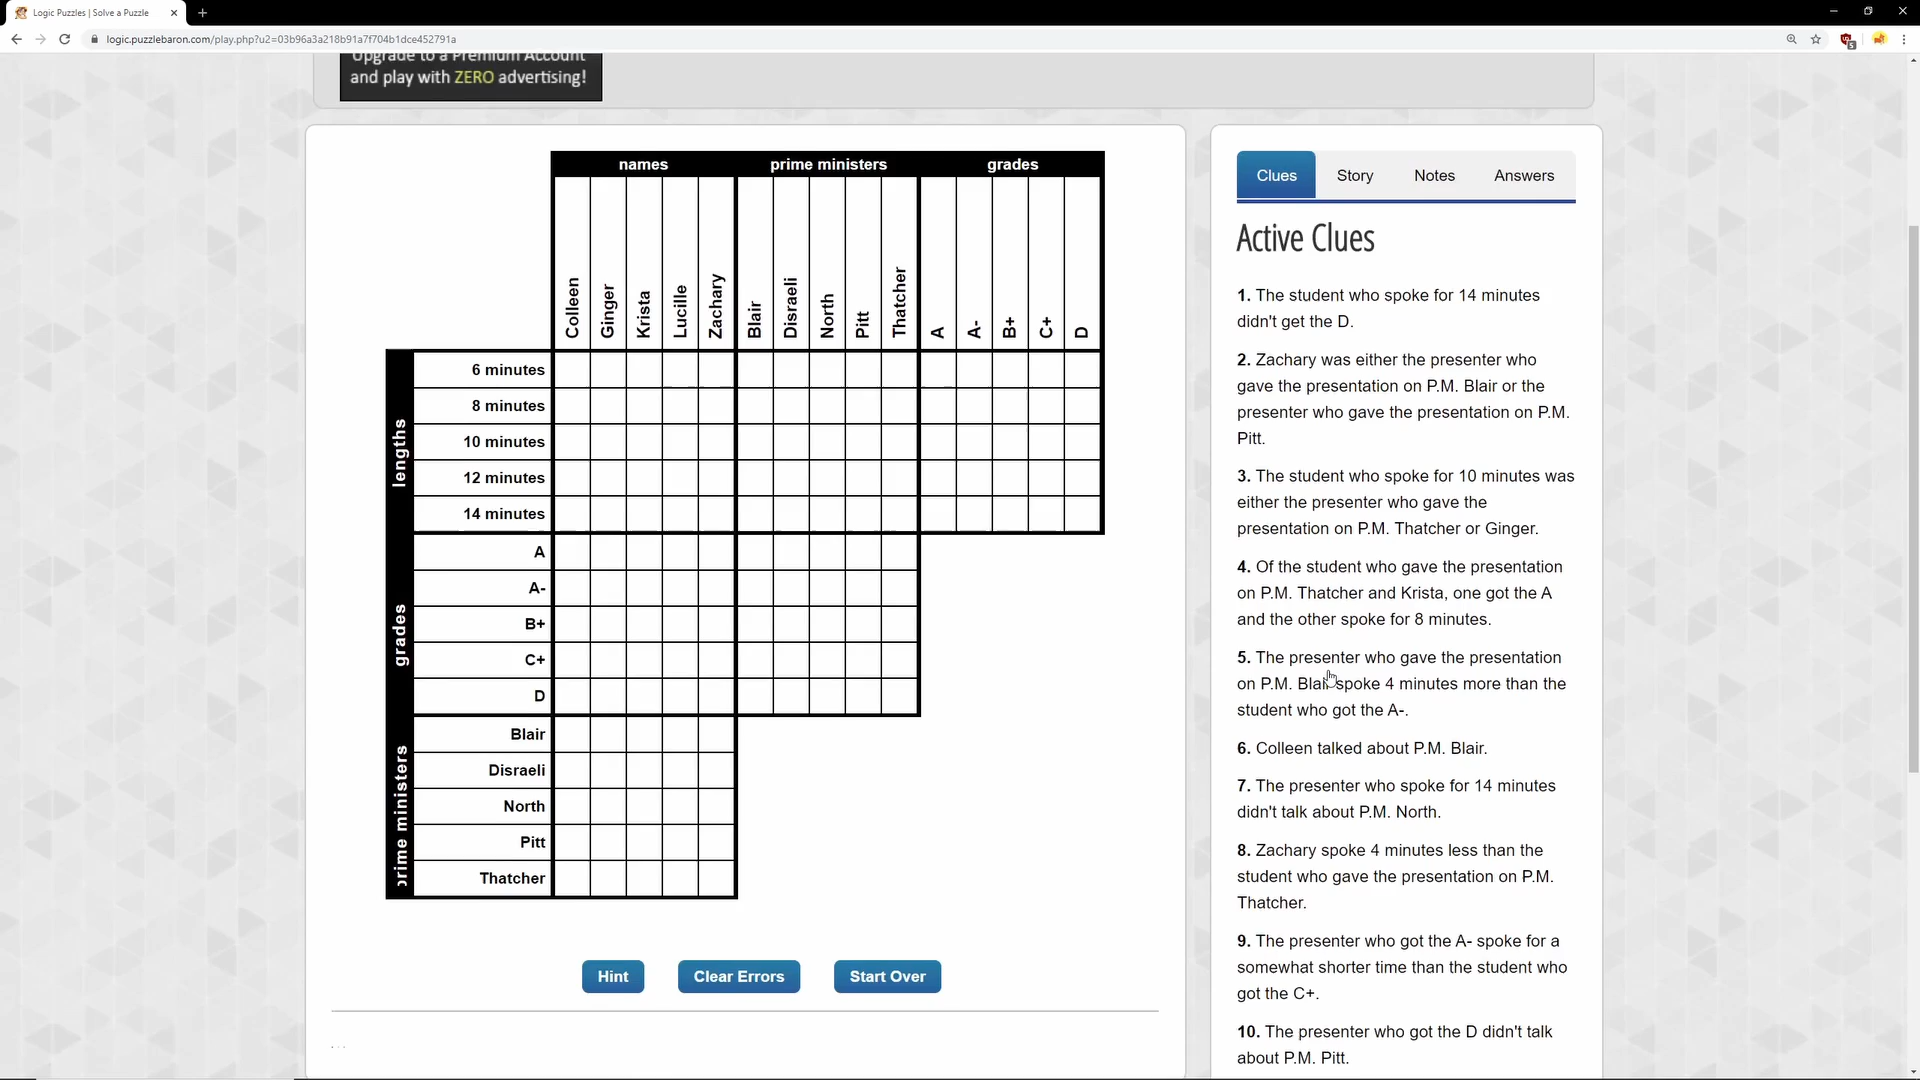 Logic Puzzles | Solve a Puzzle
logic.puzzlebaron.com/play.php?u2=03b96a3a218b91a7f704b1dce452791a
5
Upgrade to a Premium Account
and play with ZERO advertising!
names prime ministers grades
Colleen Ginger Krista Lucille Zachary Blair Disraeli North Pitt Thatcher A A- B+ C+ D
lengths
6 minutes
8 minutes
10 minutes
12 minutes
14 minutes
grades
A
A-
B+
C+
D
prime ministers
Blair
Disraeli
North
Pitt
Thatcher
Hint Clear Errors Start Over
Clues Story Notes Answers
Active Clues
1. The student who spoke for 14 minutes
didn't get the D.
2. Zachary was either the presenter who
gave the presentation on P.M. Blair or the
presenter who gave the presentation on P.M.
Pitt.
3. The student who spoke for 10 minutes was
either the presenter who gave the
presentation on P.M. Thatcher or Ginger.
4. Of the student who gave the presentation
on P.M. Thatcher and Krista, one got the A
and the other spoke for 8 minutes.
5. The presenter who gave the presentation
on P.M. Blair spoke 4 minutes more than the
student who got the A-.
6. Colleen talked about P.M. Blair.
7. The presenter who spoke for 14 minutes
didn't talk about P.M. North.
8. Zachary spoke 4 minutes less than the
student who gave the presentation on P.M.
Thatcher.
9. The presenter who got the A- spoke for a
somewhat shorter time than the student who
got the C+.
10. The presenter who got the D didn't talk
about P.M. Pitt.